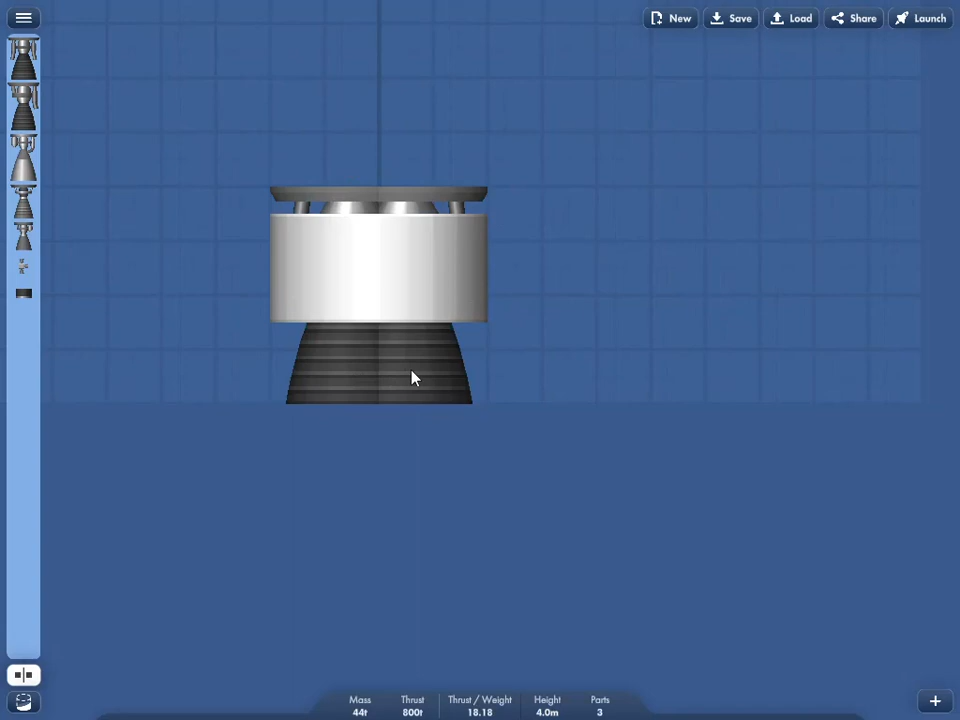 New Save Load Share Launch
Mass Thrust Thrust / Weight Height Parts
44t 800t 18.18 4.0m 3